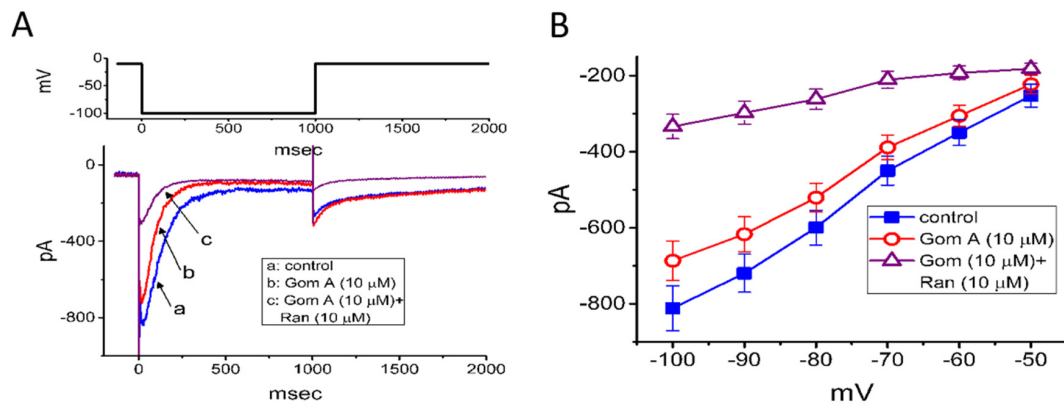 A
0
-50
-100
mV
0 500 1000 1500 2000
msec
0
-400
-800
pA
a
b
c
a: control
b: Gom A (10 μM)
c: Gom A (10 μM)+
Ran (10 μM)
0 500 1000 1500 2000
msec
B
-200
-400
-600
-800
pA
control
Gom A (10 μM)
Gom (10 μM)+
Ran (10 μM)
-100 -90 -80 -70 -60 -50
mV